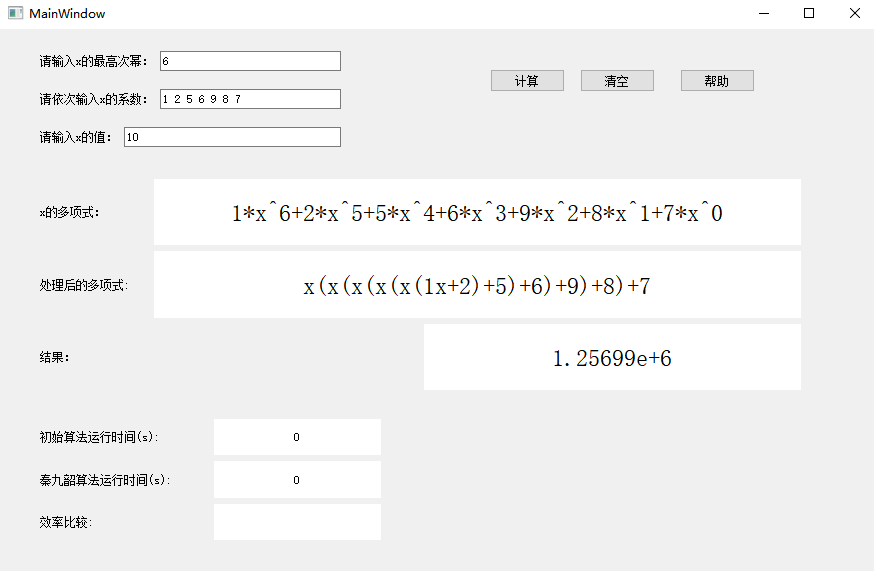 MainWindow
请输入x的最高次幂: 6
请依次输入x的系数: 1 2 5 6 9 8 7
请输入x的值: 10
计算 清空 帮助
x的多项式: 1*x^6+2*x^5+5*x^4+6*x^3+9*x^2+8*x^1+7*x^0
处理后的多项式: x(x(x(x(x(1x+2)+5)+6)+9)+8)+7
结果: 1.25699e+6
初始算法运行时间(s): 0
秦九韶算法运行时间(s): 0
效率比较: